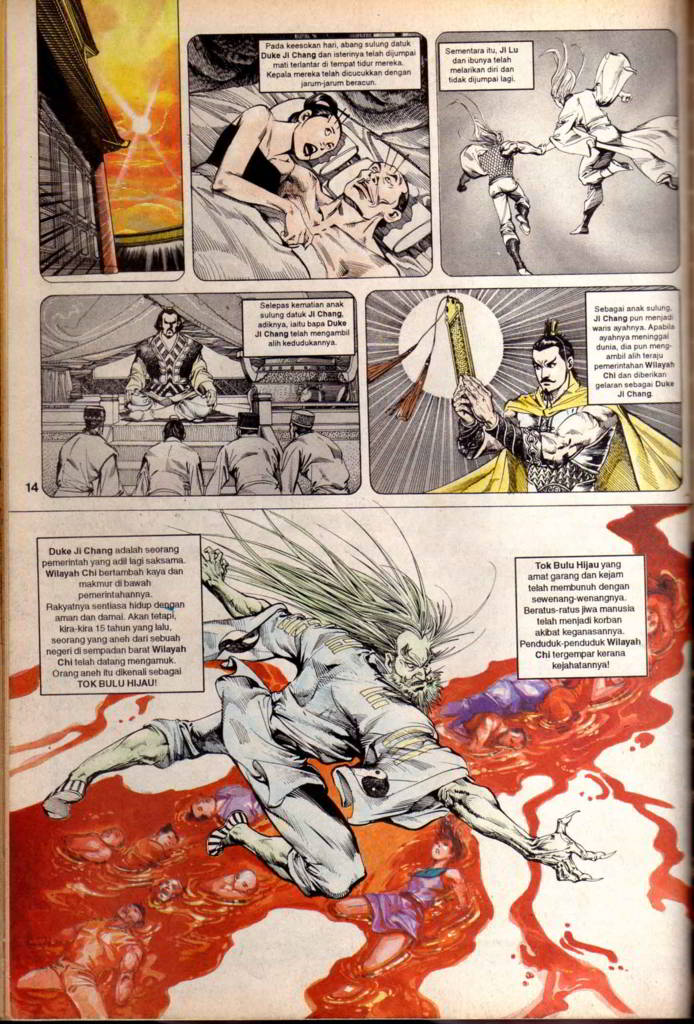 Pada keesokan hari, abang sulung datuk
Duke Ji Chang dan isterinya telah dijumpai
mati terlantar di tempat tidur mereka.
Kepala mereka telah dicucukkan dengan
jarum-jarum beracun.
Sementara itu, Ji Lu
dan ibunya telah
melarikan diri dan
tidak dijumpai lagi.
Selepas kematian anak
sulung datuk Ji Chang,
adiknya, iaitu bapa Duke
Ji Chang telah mengambil
alih kedudukannya.
Sebagai anak sulung,
Ji Chang pun menjadi
waris ayahnya. Apabila
ayahnya meninggal
dunia, dia pun meng-
ambil alih teraju
pemerintahan Wilayah
Chi dan diberikan
gelaran sebagai Duke
Ji Chang.
14
Duke Ji Chang adalah seorang
pemerintah yang adil lagi saksama.
Wilayah Chi bertambah kaya dan
makmur di bawah
pemerintahannya.
Rakyatnya sentiasa hidup dengan
aman dan damai. Akan tetapi,
kira-kira 15 tahun yang lalu,
seorang yang aneh dari sebuah
negeri di sempadan barat Wilayah
Chi telah datang mengamuk.
Orang aneh itu dikenali sebagai
TOK BULU HIJAU!
Tok Bulu Hijau yang
amat garang dan kejam
telah membunuh dengan
sewenang-wenangnya.
Beratus-ratus jiwa manusia
telah menjadi korban
akibat keganasannya.
Penduduk-penduduk Wilayah
Chi tergempar kerana
kejahatannya!